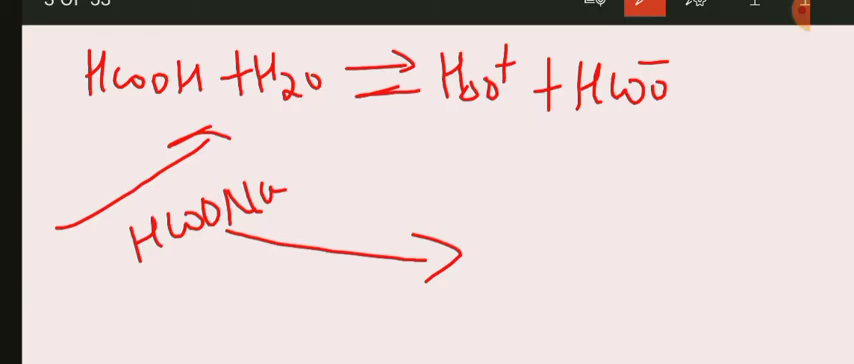 HCOOH + H2O ⇌ H3O+ + HCOO-
HCOONa